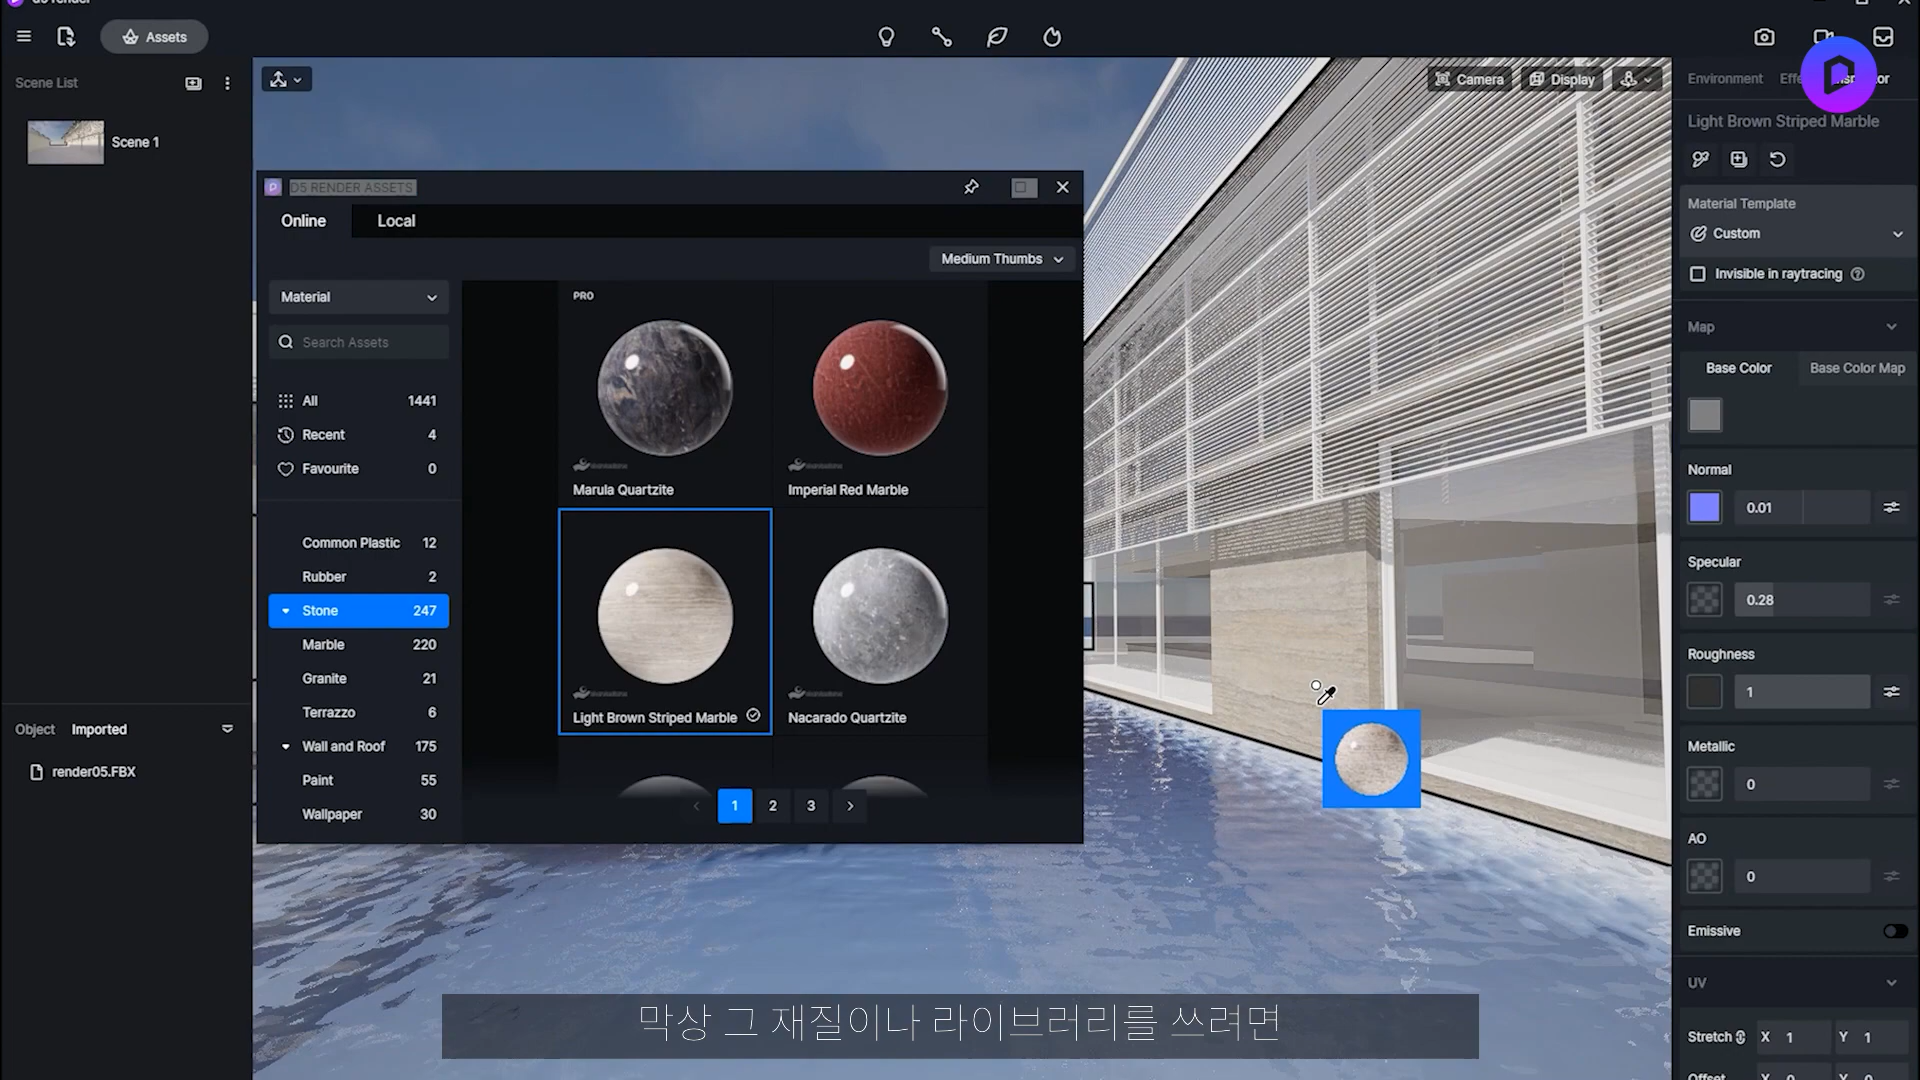 d5 render
Assets
Scene List
Scene 1
Object
Imported
render05.FBX
Camera
Display
D5 RENDER ASSETS
Online
Local
Medium Thumbs
Material
Search Assets
All 1441
Recent 4
Favourite 0
Common Plastic 12
Rubber 2
Stone 247
Marble 220
Granite 21
Terrazzo 6
Wall and Roof 175
Paint 55
Wallpaper 30
PRO
Marula Quartzite
Imperial Red Marble
Light Brown Striped Marble
Nacarado Quartzite
1 2 3
Environment
Light Brown Striped Marble
Material Template
Custom
Invisible in raytracing
Map
Base Color
Base Color Map
Normal
0.01
Specular
0.28
Roughness
1
Metallic
0
AO
0
Emissive
UV
Stretch X 1 Y 1
Offset X 0 Y 0
막상 그 재질이나 라이브러리를 쓰려면